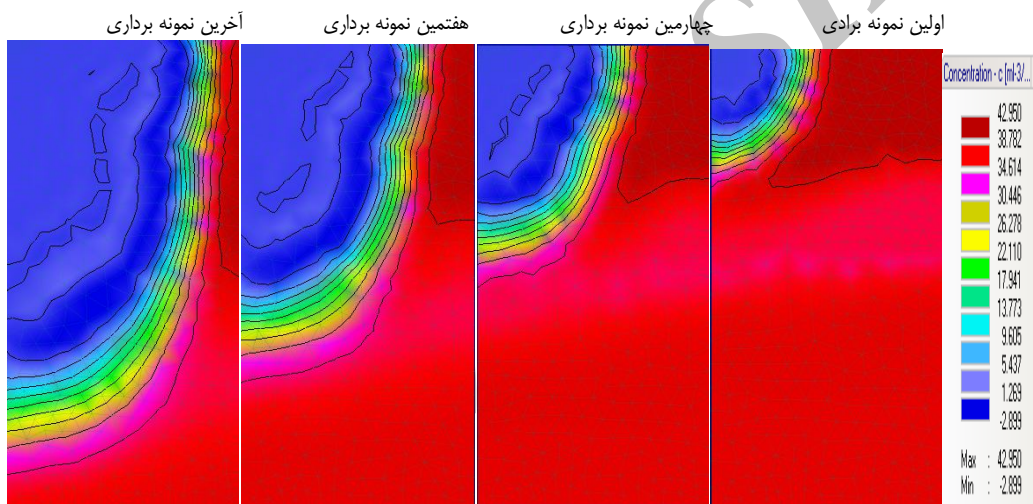 اولین نمونه برادی
چهارمین نمونه برداری
هفتمین نمونه برداری
آخرین نمونه برداری
Concentration - c [ml-3/...
42.950
38.782
34.614
30.446
26.278
22.110
17.941
13.773
9.605
5.437
1.269
-2.899
Max : 42.950
Min : -2.899